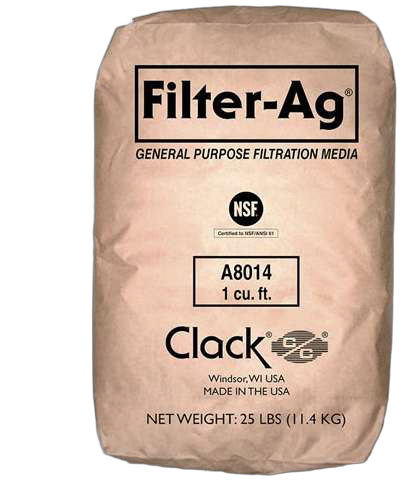 Filter-Ag®
GENERAL PURPOSE FILTRATION MEDIA
NSF®
Certified to NSF/ANSI 61
A8014
1 cu. ft.
Clack® C/C®
Windsor, WI USA
MADE IN THE USA
NET WEIGHT: 25 LBS (11.4 KG)